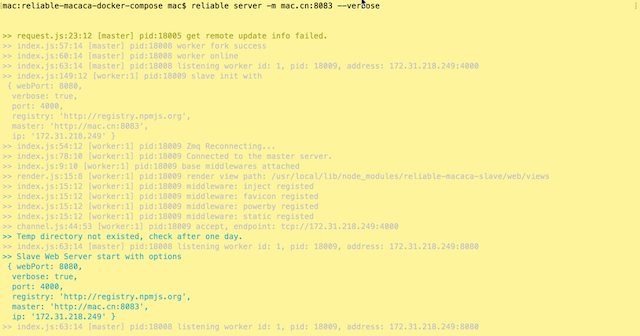 mac:reliable-macaca-docker-compose mac$ reliable server -m mac.cn:8083 --verbose
>> request.js:23:12 [master] pid:18005 get remote update info failed.
>> index.js:57:14 [master] pid:18008 worker fork success
>> index.js:60:14 [master] pid:18008 worker online
>> index.js:63:14 [master] pid:18008 listening worker id: 1, pid: 18009, address: 172.31.218.249:4000
>> index.js:149:12 [worker:1] pid:18009 slave init with
{ webPort: 8080,
verbose: true,
port: 4000,
registry: 'http://registry.npmjs.org',
master: 'http://mac.cn:8083',
ip: '172.31.218.249' }
>> index.js:54:12 [worker:1] pid:18009 Zmq Reconnecting...
>> index.js:78:10 [worker:1] pid:18009 Connected to the master server.
>> index.js:9:10 [worker:1] pid:18009 base middlewares attached
>> render.js:15:8 [worker:1] pid:18009 render view path: /usr/local/lib/node_modules/reliable-macaca-slave/web/views
>> index.js:15:12 [worker:1] pid:18009 middleware: inject registed
>> index.js:15:12 [worker:1] pid:18009 middleware: favicon registed
>> index.js:15:12 [worker:1] pid:18009 middleware: powerby registed
>> index.js:15:12 [worker:1] pid:18009 middleware: static registed
>> channel.js:44:53 [worker:1] pid:18009 accept, endpoint: tcp://172.31.218.249:4000
>> Temp directory not existed, check after one day.
>> index.js:63:14 [master] pid:18008 listening worker id: 1, pid: 18009, address: 172.31.218.249:8080
>> Slave Web Server start with options
{ webPort: 8080,
verbose: true,
port: 4000,
registry: 'http://registry.npmjs.org',
master: 'http://mac.cn:8083',
ip: '172.31.218.249' }
>> index.js:63:14 [master] pid:18008 listening worker id: 1, pid: 18009, address: 172.31.218.249:8080